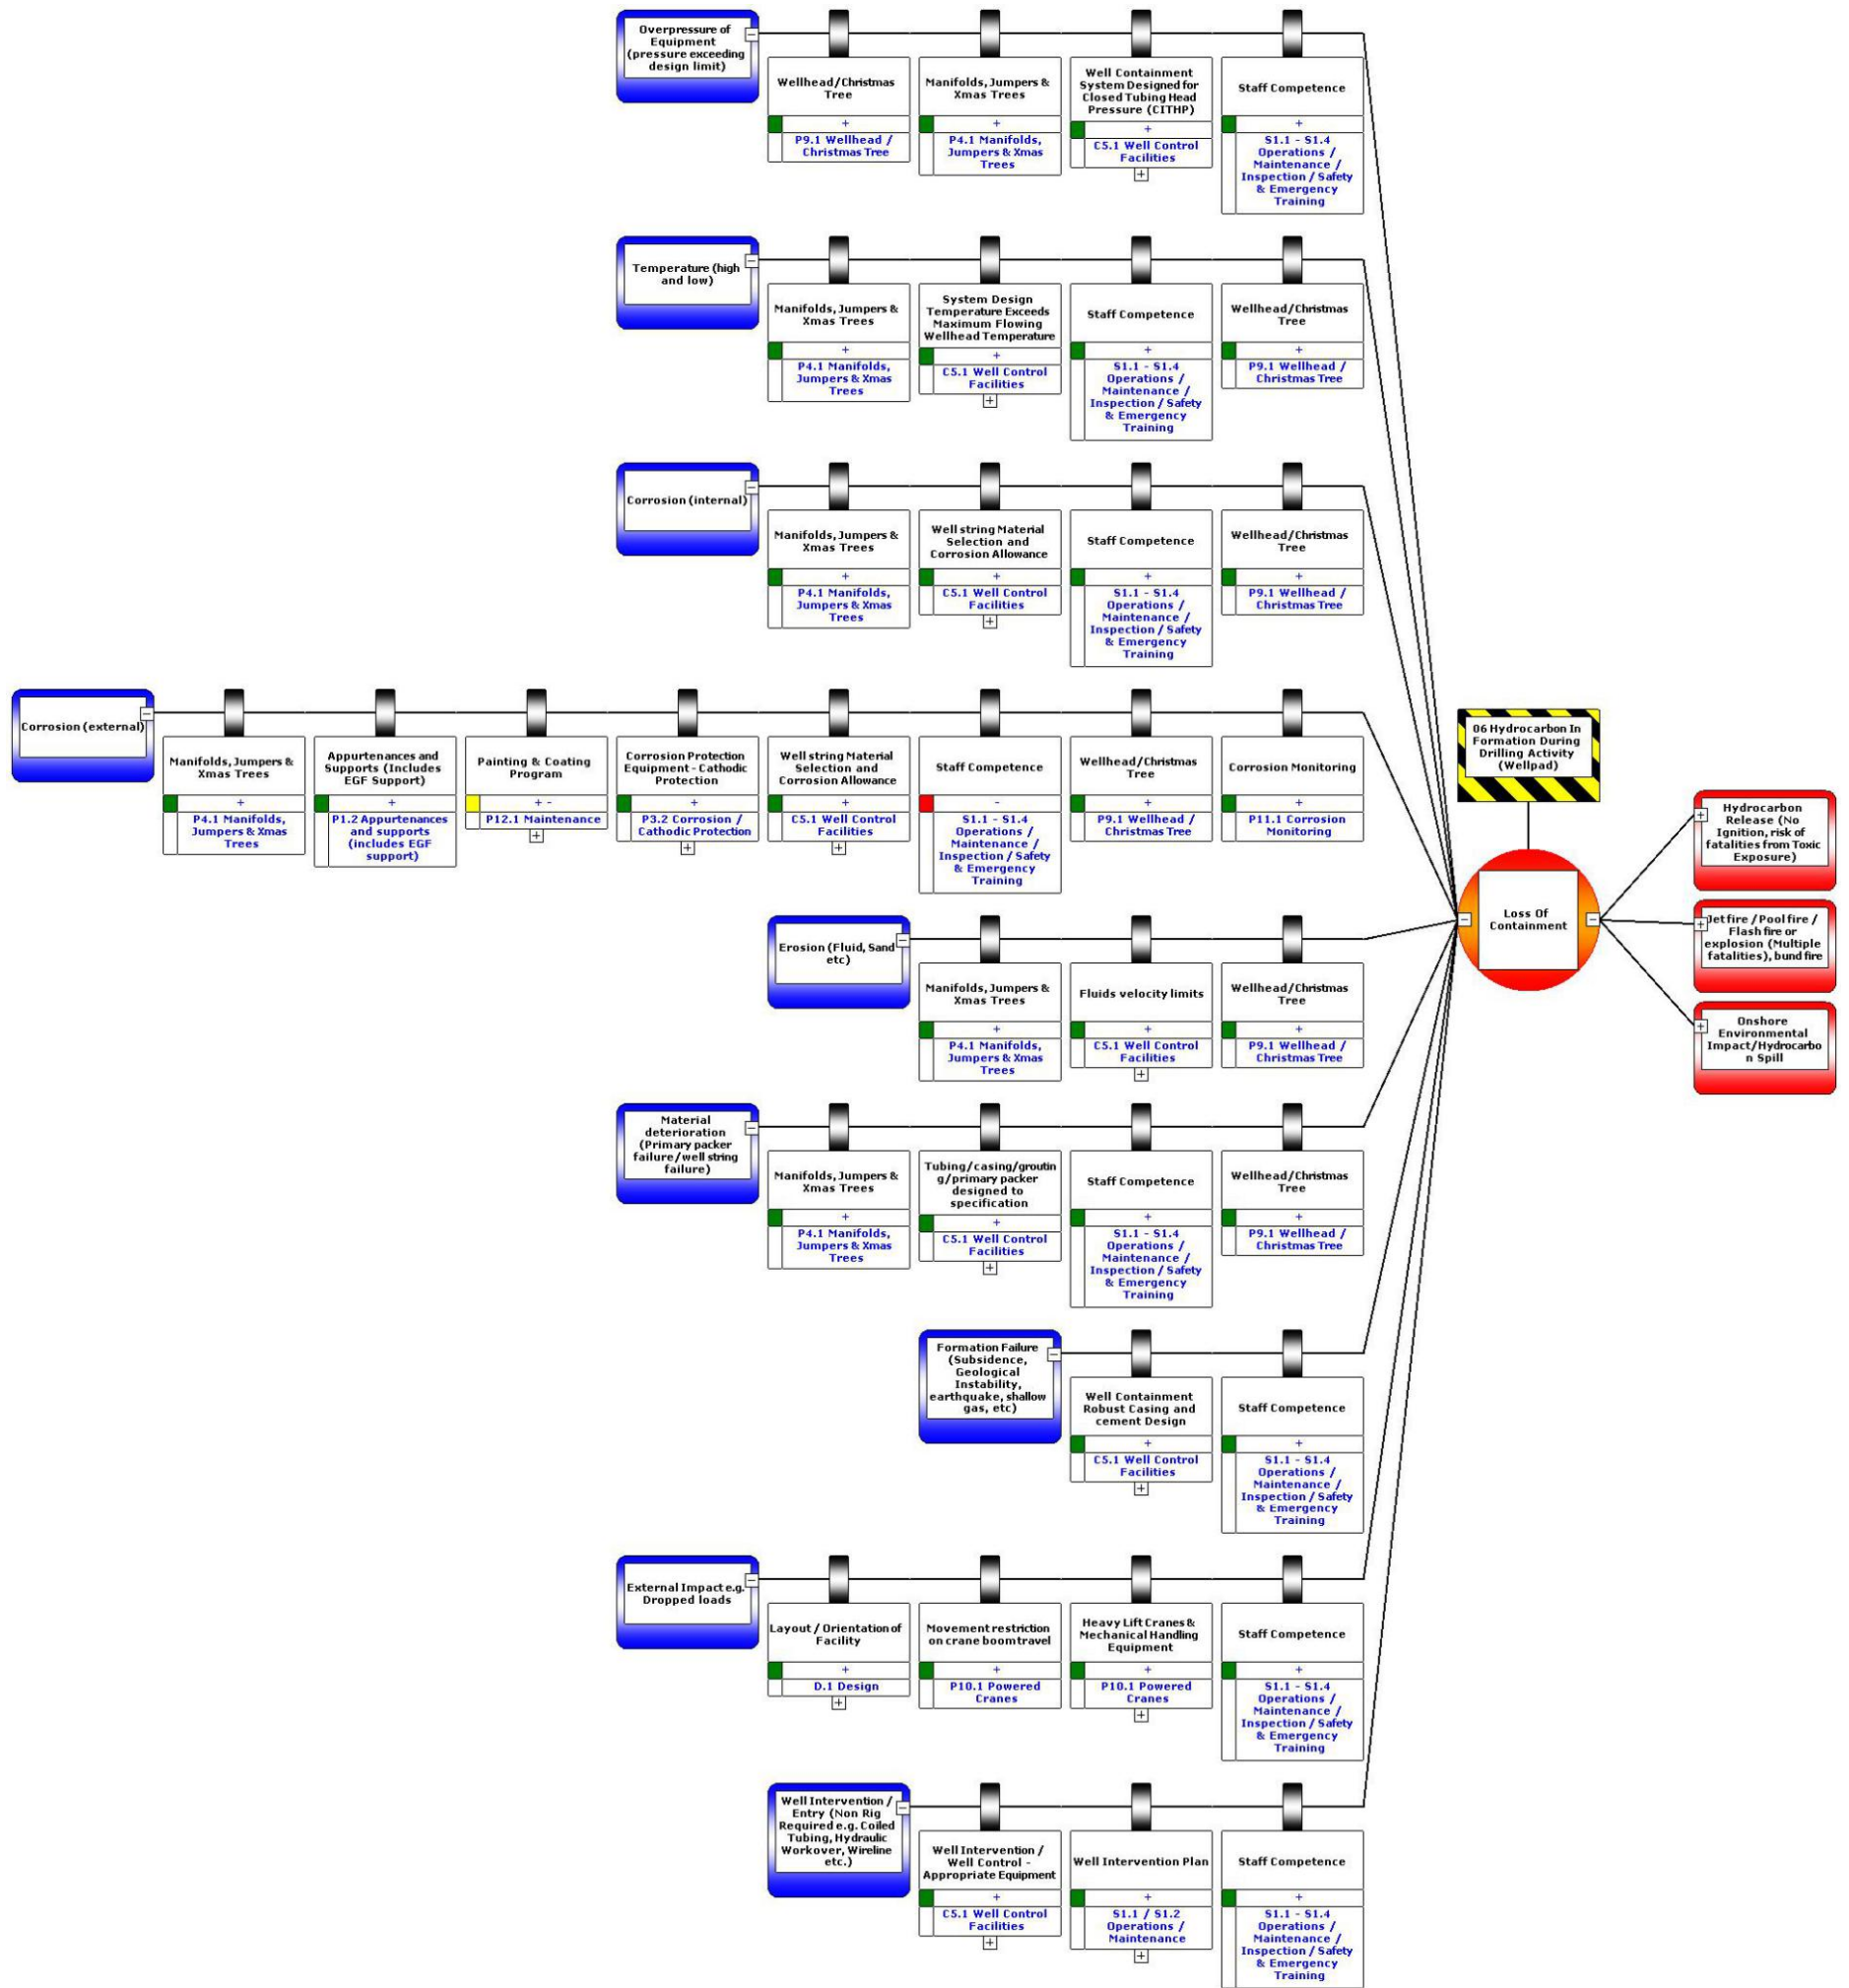 Overpressure of
Equipment
(pressure exceeding
design limit)
Wellhead/Christmas
Tree
+
P9.1 Wellhead /
Christmas Tree
Manifolds, Jumpers &
Xmas Trees
+
P4.1 Manifolds,
Jumpers & Xmas
Trees
Well Containment
System Designed for
Closed Tubing Head
Pressure (CITHP)
+
C5.1 Well Control
Facilities
Staff Competence
+
S1.1 - S1.4
Operations /
Maintenance /
Inspection / Safety
& Emergency
Training
Temperature (high
and low)
Manifolds, Jumpers &
Xmas Trees
+
P4.1 Manifolds,
Jumpers & Xmas
Trees
System Design
Temperature Exceeds
Maximum Flowing
Wellhead Temperature
+
C5.1 Well Control
Facilities
Staff Competence
+
S1.1 - S1.4
Operations /
Maintenance /
Inspection / Safety
& Emergency
Training
Wellhead/Christmas
Tree
+
P9.1 Wellhead /
Christmas Tree
Corrosion (internal)
Manifolds, Jumpers &
Xmas Trees
+
P4.1 Manifolds,
Jumpers & Xmas
Trees
Well string Material
Selection and
Corrosion Allowance
+
C5.1 Well Control
Facilities
Staff Competence
+
S1.1 - S1.4
Operations /
Maintenance /
Inspection / Safety
& Emergency
Training
Wellhead/Christmas
Tree
+
P9.1 Wellhead /
Christmas Tree
Corrosion (external)
Manifolds, Jumpers &
Xmas Trees
+
P4.1 Manifolds,
Jumpers & Xmas
Trees
Appurtenances and
Supports (Includes
EGF Support)
+
P1.2 Appurtenances
and supports
(includes EGF
support)
Painting & Coating
Program
+ -
P12.1 Maintenance
Corrosion Protection
Equipment - Cathodic
Protection
+
P3.2 Corrosion /
Cathodic Protection
Well string Material
Selection and
Corrosion Allowance
+
C5.1 Well Control
Facilities
Staff Competence
-
S1.1 - S1.4
Operations /
Maintenance /
Inspection / Safety
& Emergency
Training
Wellhead/Christmas
Tree
+
P9.1 Wellhead /
Christmas Tree
Corrosion Monitoring
+
P11.1 Corrosion
Monitoring
06 Hydrocarbon In
Formation During
Drilling Activity
(Wellpad)
Loss Of
Containment
Hydrocarbon
Release (No
Ignition, risk of
fatalities from Toxic
Exposure)
Jet fire / Pool fire /
Flash fire or
explosion (Multiple
fatalities), bund fire
Onshore
Environmental
Impact/Hydrocarbo
n Spill
Erosion (Fluid, Sand
etc)
Manifolds, Jumpers &
Xmas Trees
+
P4.1 Manifolds,
Jumpers & Xmas
Trees
Fluids velocity limits
+
C5.1 Well Control
Facilities
Wellhead/Christmas
Tree
+
P9.1 Wellhead /
Christmas Tree
Material
deterioration
(Primary packer
failure/well string
failure)
Manifolds, Jumpers &
Xmas Trees
+
P4.1 Manifolds,
Jumpers & Xmas
Trees
Tubing/casing/groutin
g/primary packer
designed to
specification
+
C5.1 Well Control
Facilities
Staff Competence
+
S1.1 - S1.4
Operations /
Maintenance /
Inspection / Safety
& Emergency
Training
Wellhead/Christmas
Tree
+
P9.1 Wellhead /
Christmas Tree
Formation Failure
(Subsidence,
Geological
Instability,
earthquake, shallow
gas, etc)
Well Containment
Robust Casing and
cement Design
+
C5.1 Well Control
Facilities
Staff Competence
+
S1.1 - S1.4
Operations /
Maintenance /
Inspection / Safety
& Emergency
Training
External Impact e.g.
Dropped loads
Layout / Orientation of
Facility
+
D.1 Design
Movement restriction
on crane boom travel
+
P10.1 Powered
Cranes
Heavy Lift Cranes &
Mechanical Handling
Equipment
+
P10.1 Powered
Cranes
Staff Competence
+
S1.1 - S1.4
Operations /
Maintenance /
Inspection / Safety
& Emergency
Training
Well Intervention /
Entry (Non Rig
Required e.g. Coiled
Tubing, Hydraulic
Workover, Wireline
etc.)
Well Intervention /
Well Control -
Appropriate Equipment
+
C5.1 Well Control
Facilities
Well Intervention Plan
+
S1.1 / S1.2
Operations /
Maintenance
Staff Competence
+
S1.1 - S1.4
Operations /
Maintenance /
Inspection / Safety
& Emergency
Training